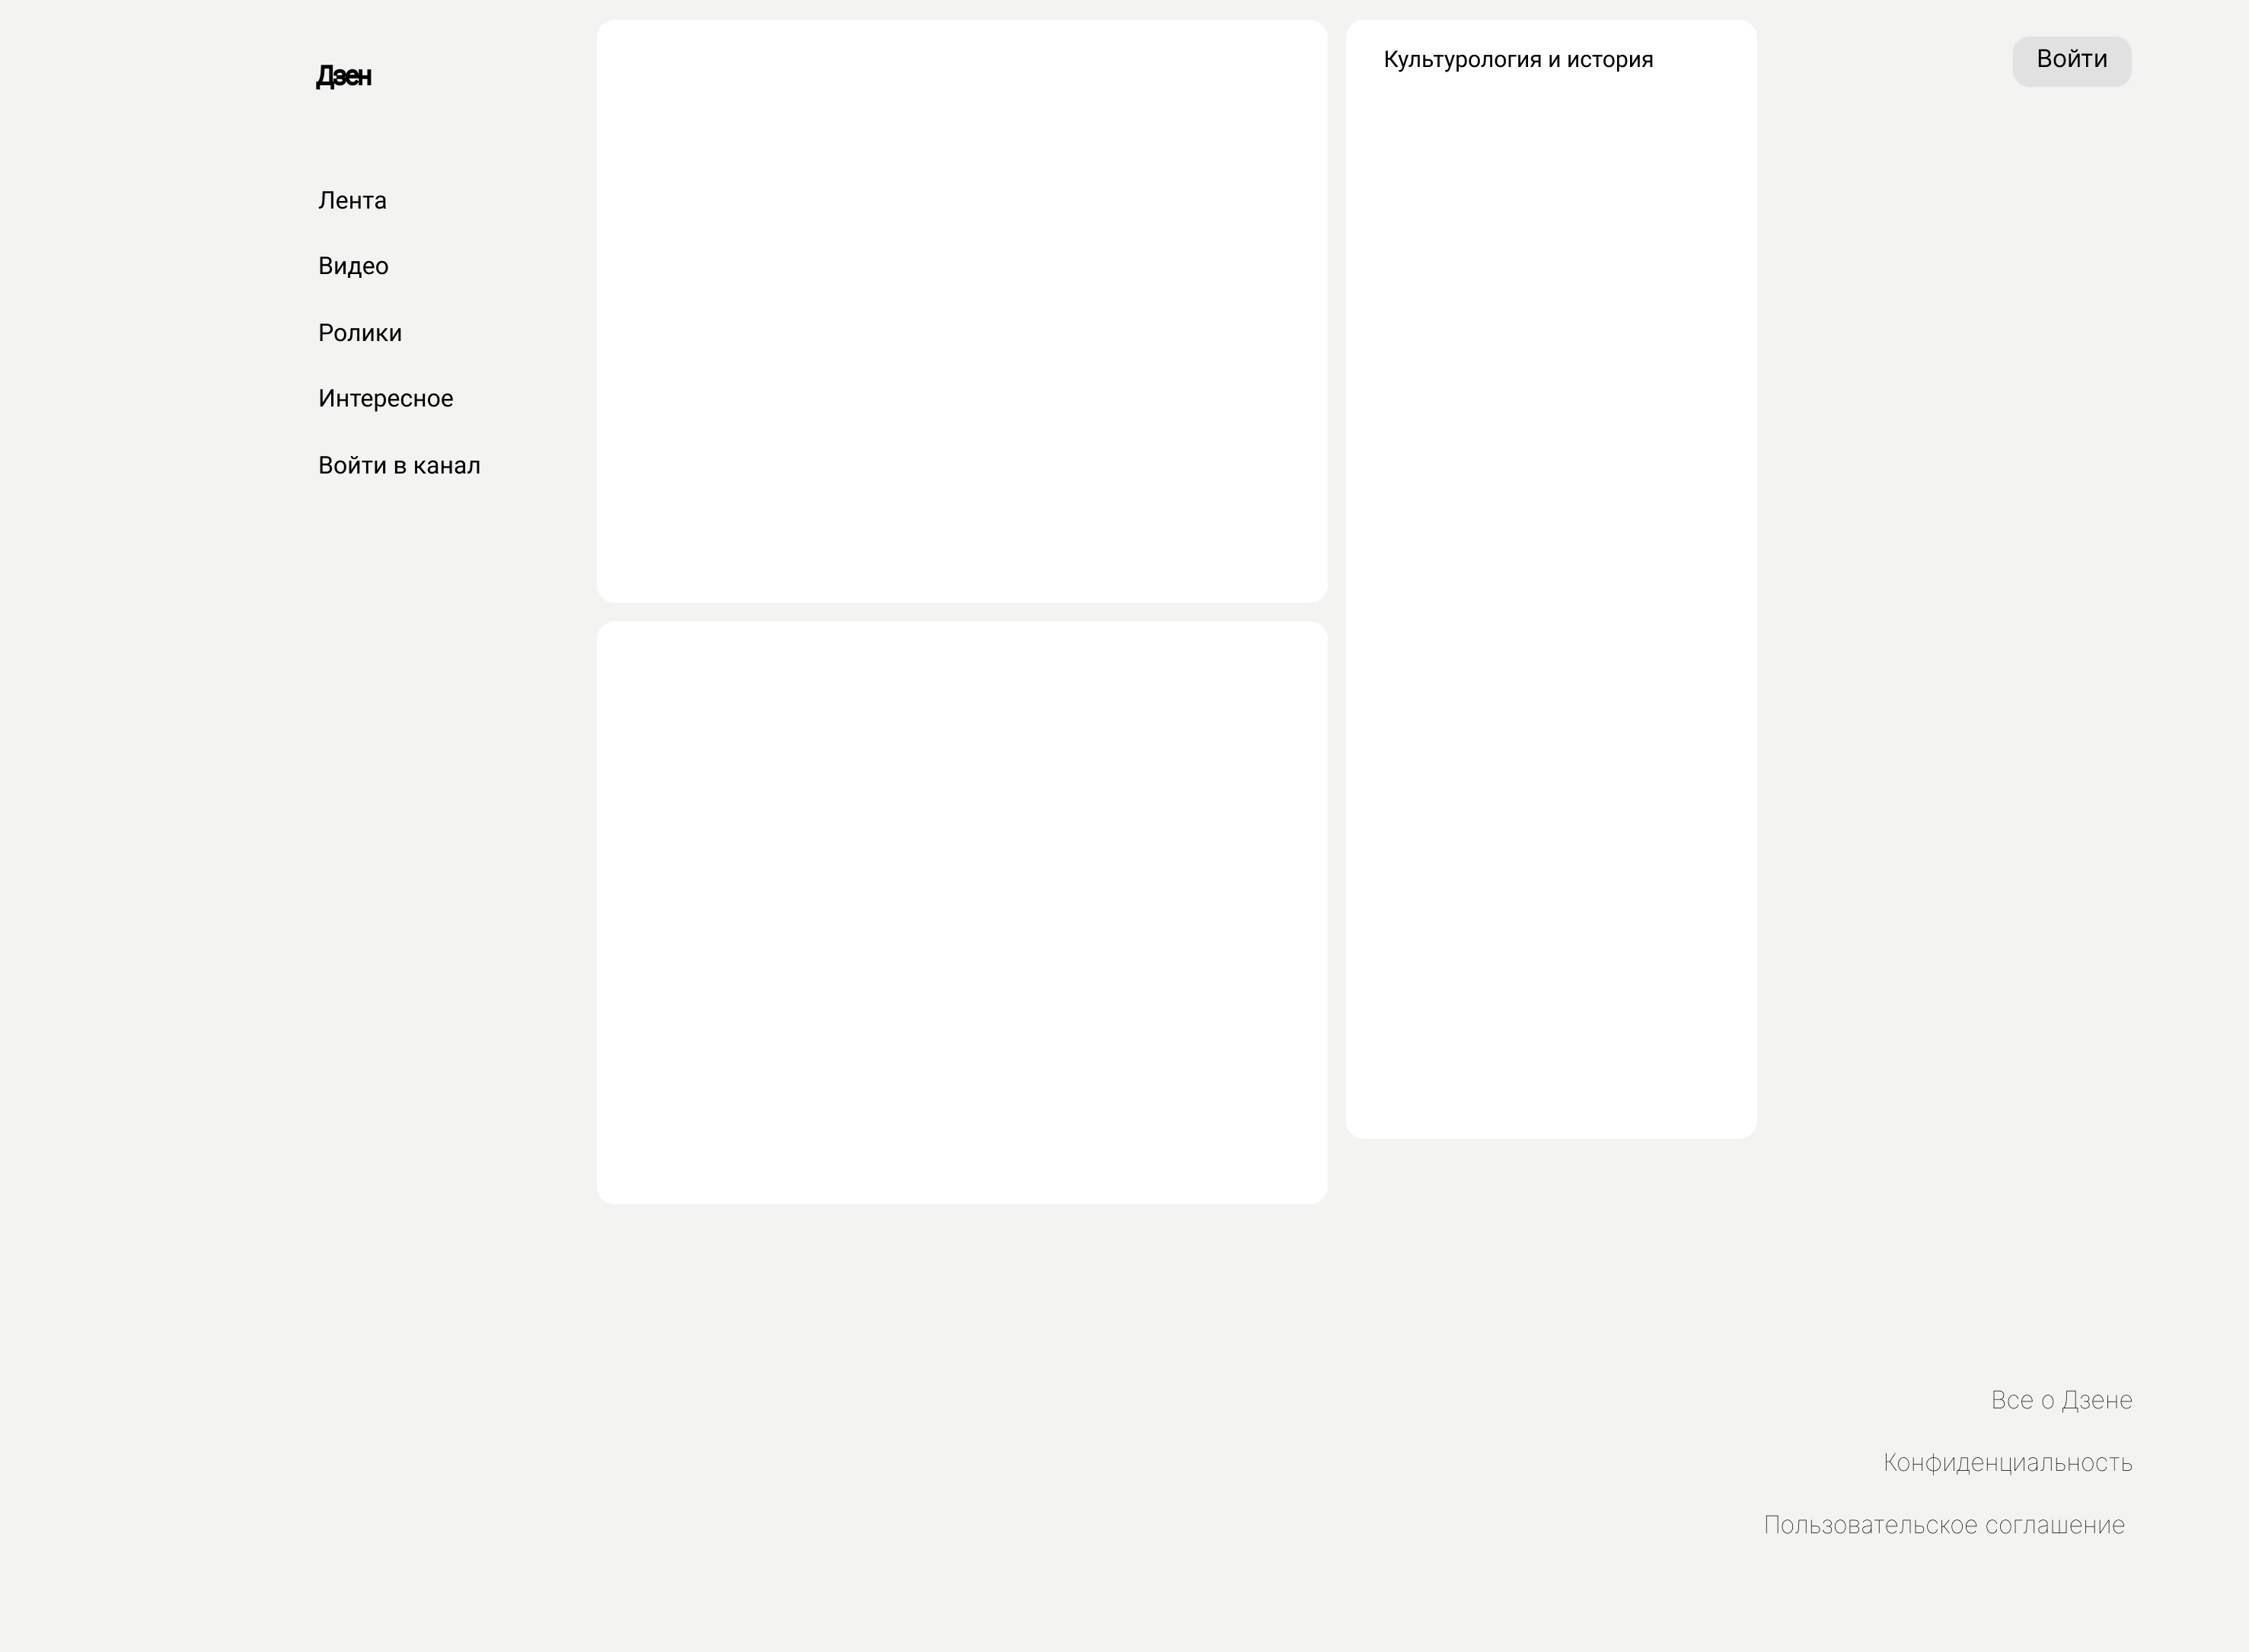 Дзен
Лента
Видео
Ролики
Интересное
Войти в канал
Культурология и история
Войти
Все о Дзене
Конфиденциальность
Пользовательское соглашение